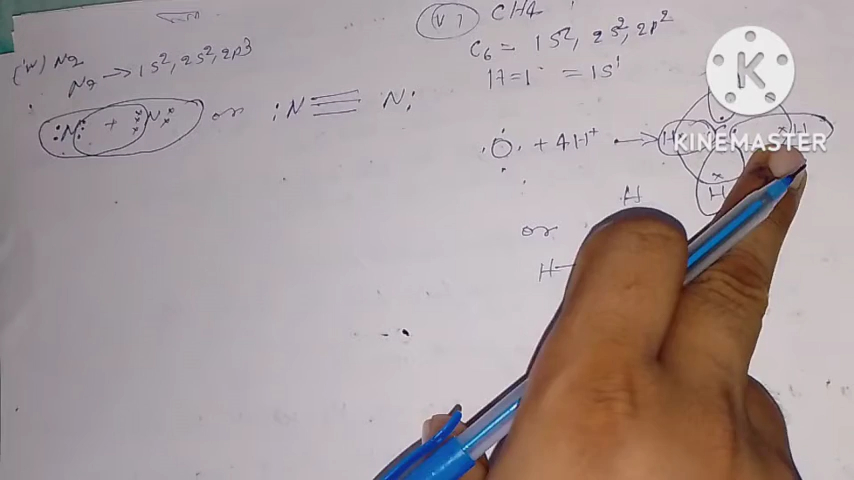 (iv) N2
N7 → 1s², 2s², 2p³
:N: + N: or :N ≡ N:
(v) CH4
C6 = 1s², 2s², 2p²
H=1 = 1s¹
·C· + 4H⁺ → H C H
H
H
or
H—
K
KINEMASTER